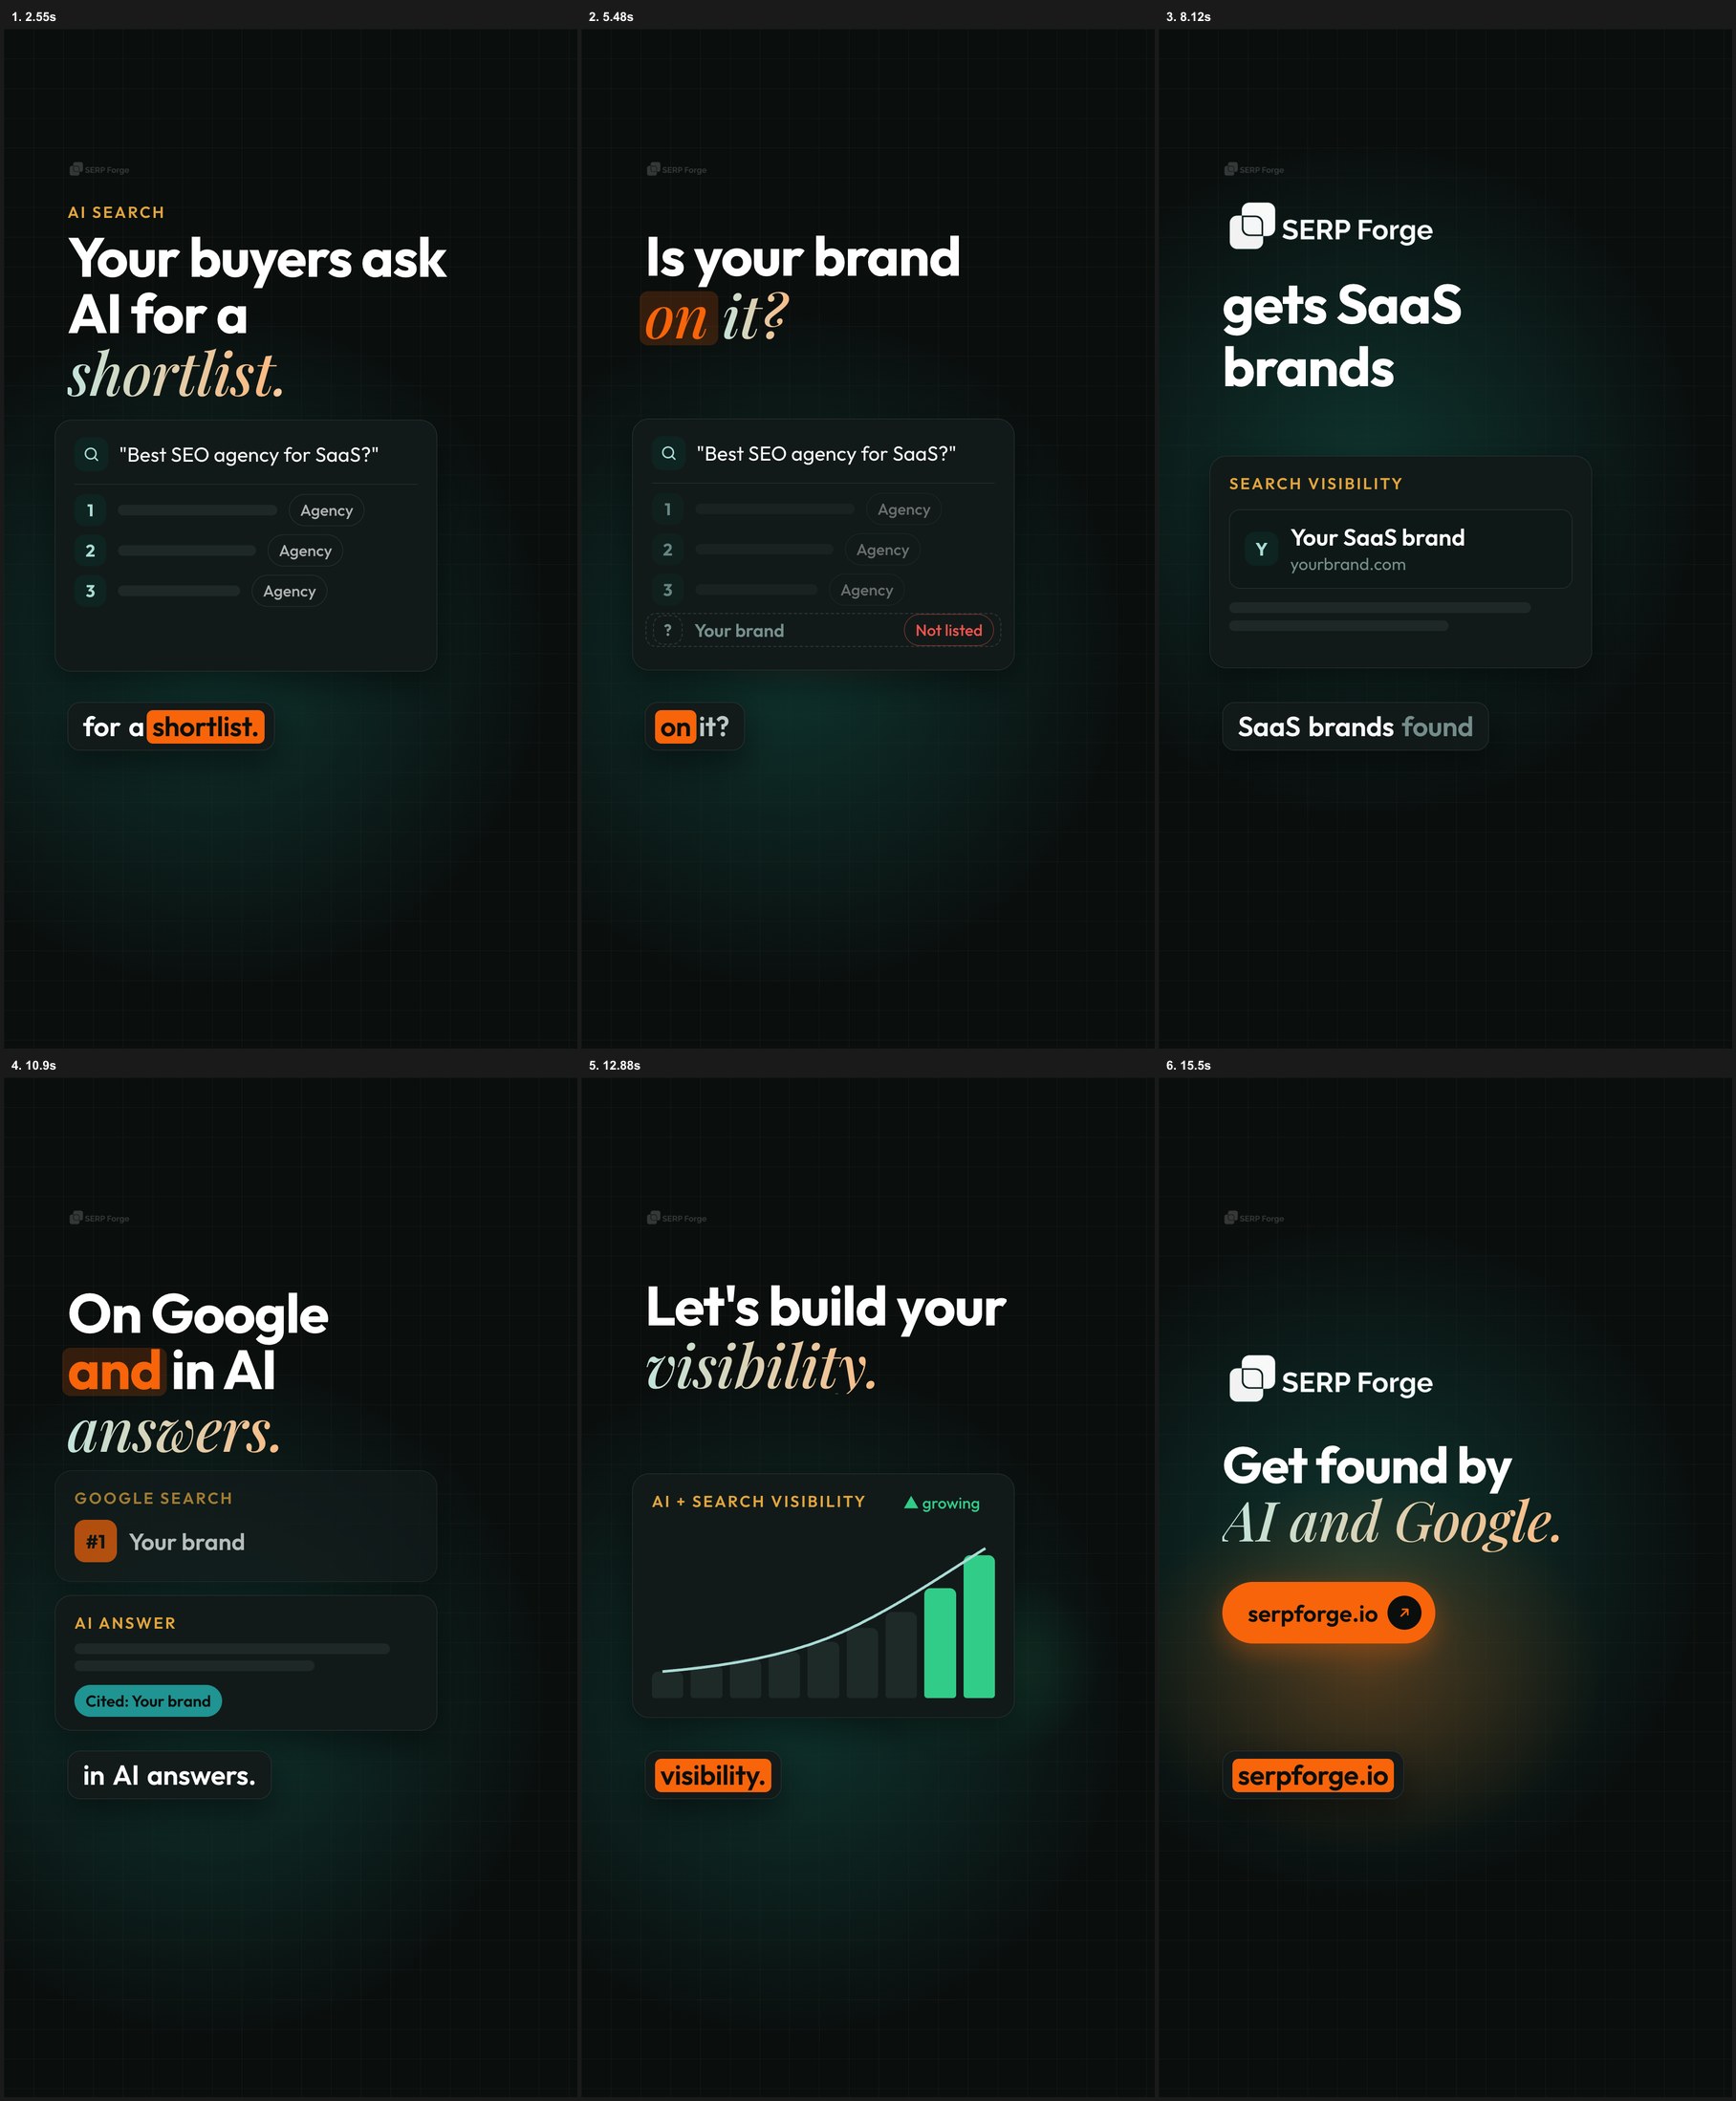 1. 2.55s
SERP Forge
AI SEARCH
Your buyers ask
AI for a
shortlist.
"Best SEO agency for SaaS?"
1 Agency
2 Agency
3 Agency
for a shortlist.
2. 5.48s
SERP Forge
Is your brand
on it?
"Best SEO agency for SaaS?"
1 Agency
2 Agency
3 Agency
? Your brand Not listed
on it?
3. 8.12s
SERP Forge
SERP Forge
gets SaaS
brands
SEARCH VISIBILITY
Y Your SaaS brand
yourbrand.com
SaaS brands found
4. 10.9s
SERP Forge
On Google
and in AI
answers.
GOOGLE SEARCH
#1 Your brand
AI ANSWER
Cited: Your brand
in AI answers.
5. 12.88s
SERP Forge
Let's build your
visibility.
AI + SEARCH VISIBILITY growing
visibility.
6. 15.5s
SERP Forge
SERP Forge
Get found by
AI and Google.
serpforge.io
serpforge.io